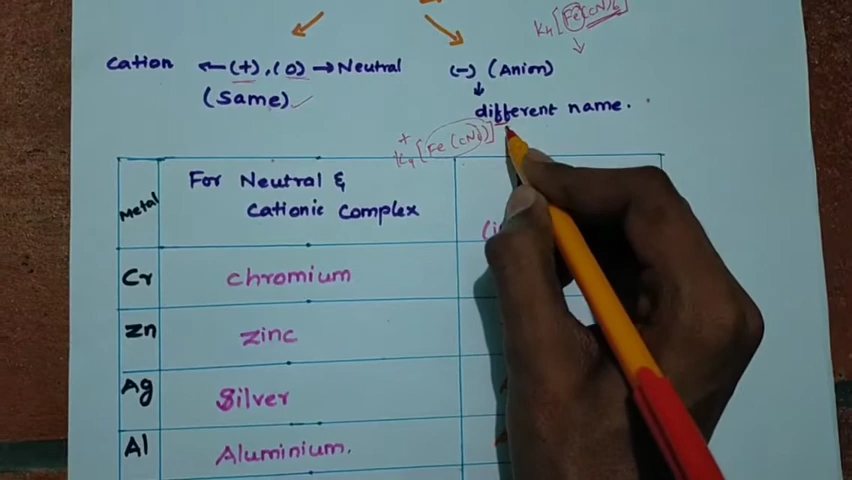 K4[Fe(CN)6
Cation ← (+), (0) → Neutral (-) (Anion)
(Same) ✓
↓
different name.
+
K4[Fe(CN)6]
Metal
For Neutral &
Cationic Complex
Cr chromium
Zn Zinc
Ag Silver
Al Aluminium.